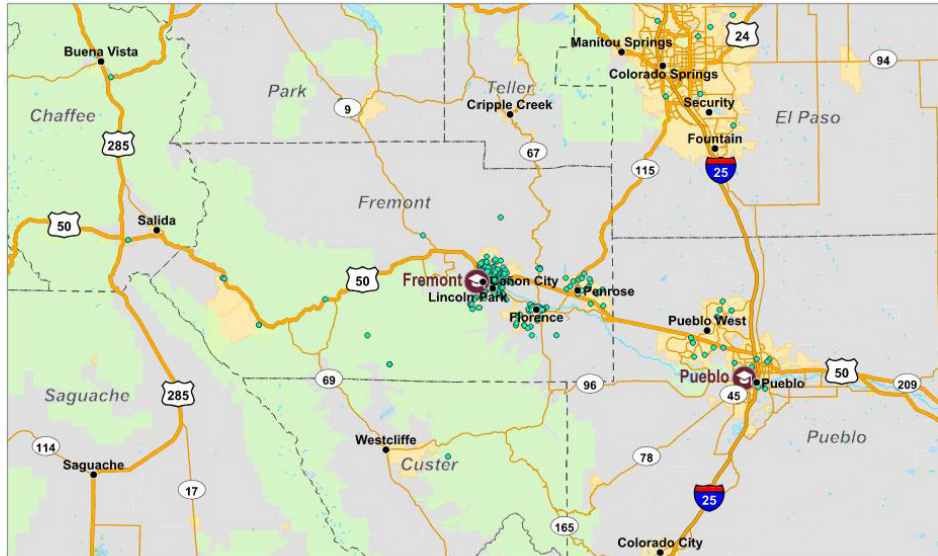 Buena Vista
Manitou Springs
24
94
Colorado Springs
Park
Teller
Chaffee
9
Cripple Creek
Security
El Paso
285
67
Fountain
115
25
Fremont
50
Salida
50
Fremont
Cañon City
Lincoln Park
Penrose
Florence
Pueblo West
69
96
Pueblo
Pueblo
50
209
45
Saguache
285
114
Westcliffe
Custer
78
Pueblo
Saguache
17
25
165
Colorado City